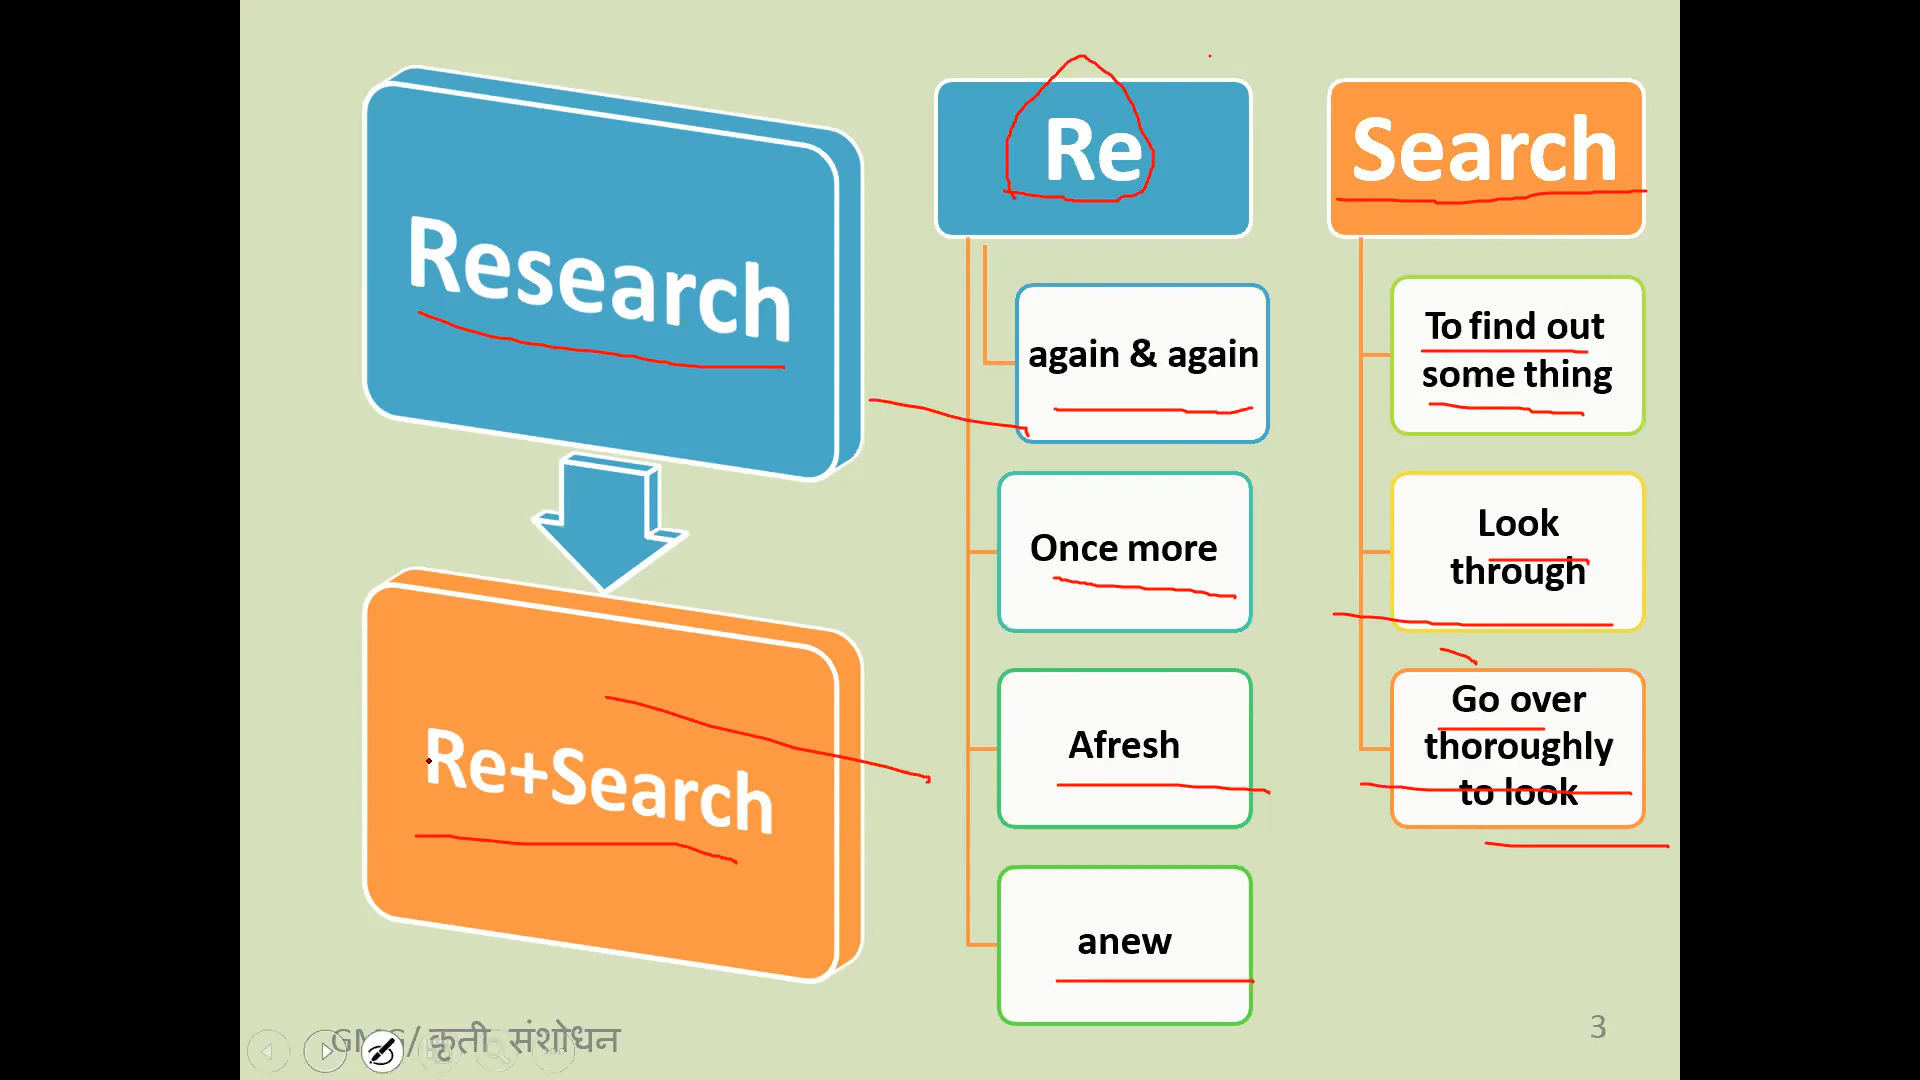 Research
Re+Search
Re
again & again
Once more
Afresh
anew
Search
To find out
some thing
Look
through
Go over
thoroughly
to look
कृती संशोधन
3